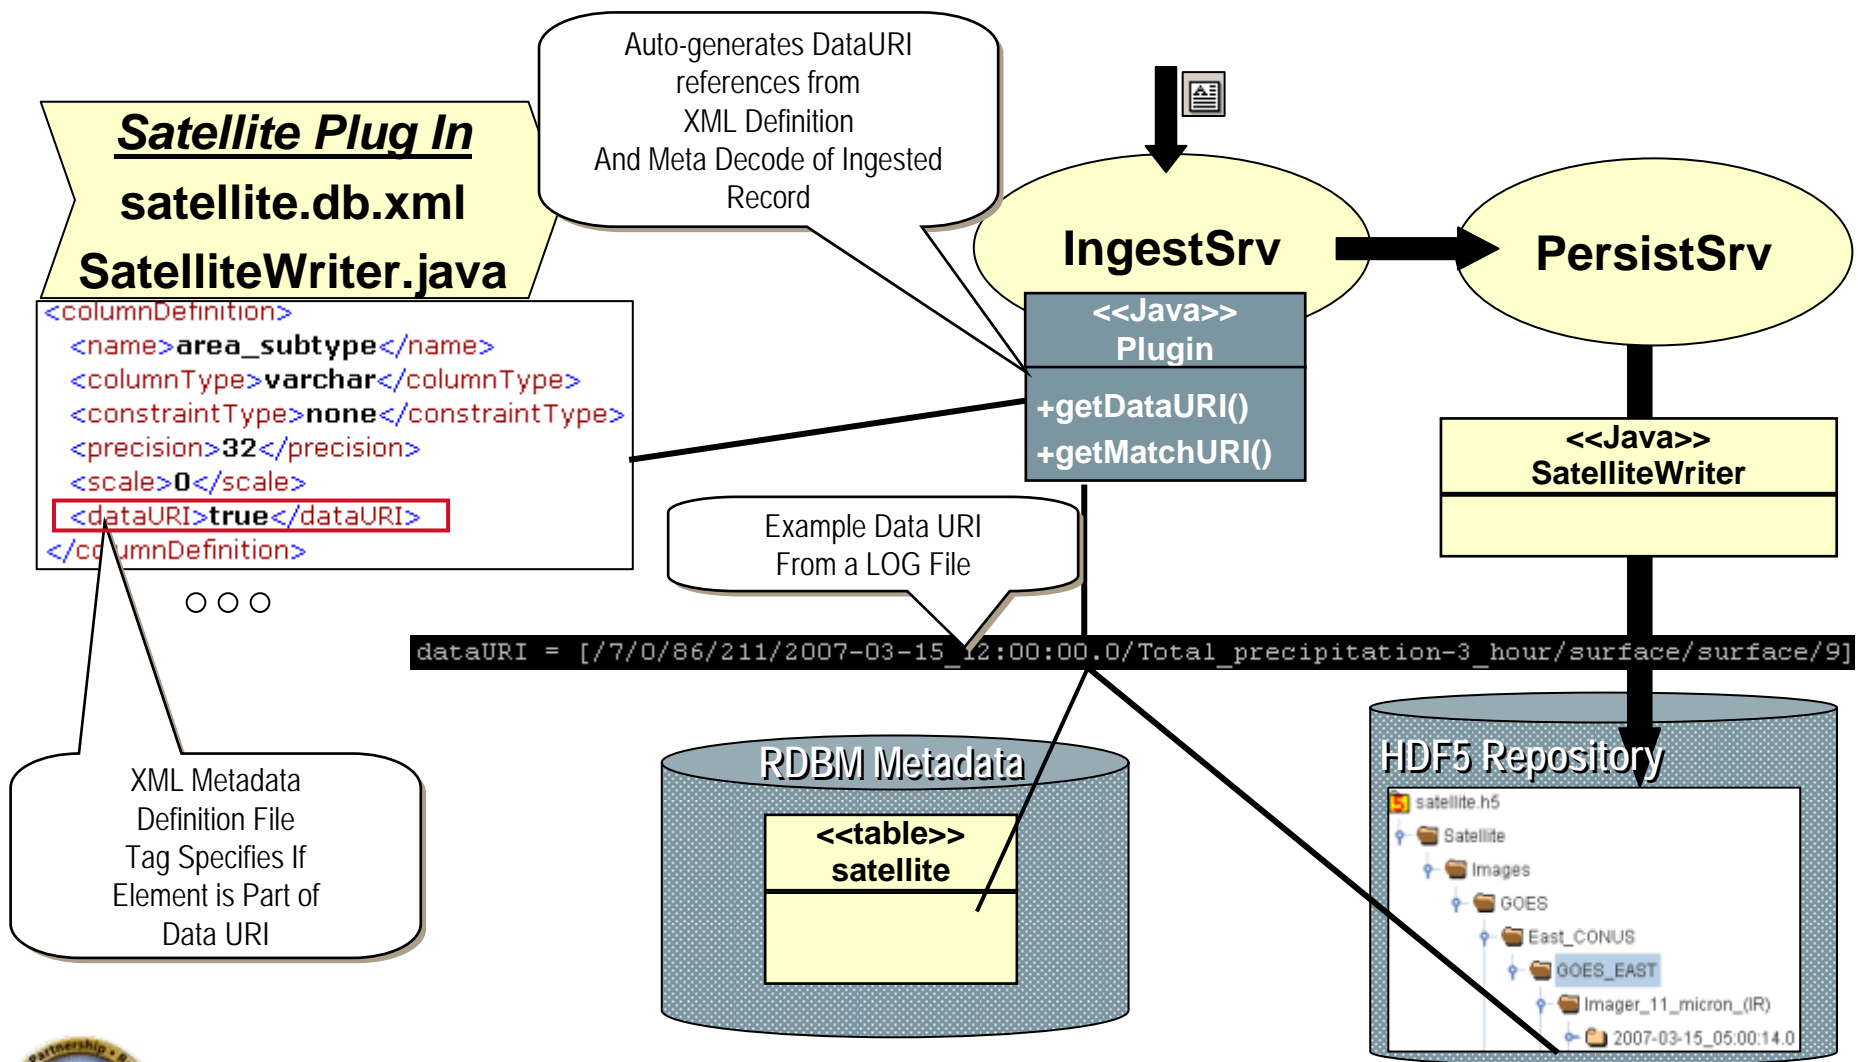 Auto-generates DataURI
references from
XML Definition
And Meta Decode of Ingested
Record
Satellite Plug In
satellite.db.xml
SatelliteWriter.java
<columnDefinition>
<name>area_subtype</name>
<columnType>varchar</columnType>
<constraintType>none</constraintType>
<precision>32</precision>
<scale>0</scale>
<dataURI>true</dataURI>
</columnDefinition>
IngestSrv
PersistSrv
<<Java>>
Plugin
+getDataURI()
+getMatchURI()
<<Java>>
SatelliteWriter
Example Data URI
From a LOG File
dataURI = [/7/0/86/211/2007-03-15_12:00:00.0/Total_precipitation-3_hour/surface/surface/9]
XML Metadata
Definition File
Tag Specifies If
Element is Part of
Data URI
RDBM Metadata
<<table>>
satellite
HDF5 Repository
satellite.h5
Satellite
Images
GOES
East_CONUS
GOES_EAST
Imager_11_micron_(IR)
2007-03-15_05:00:14.0
Partnership